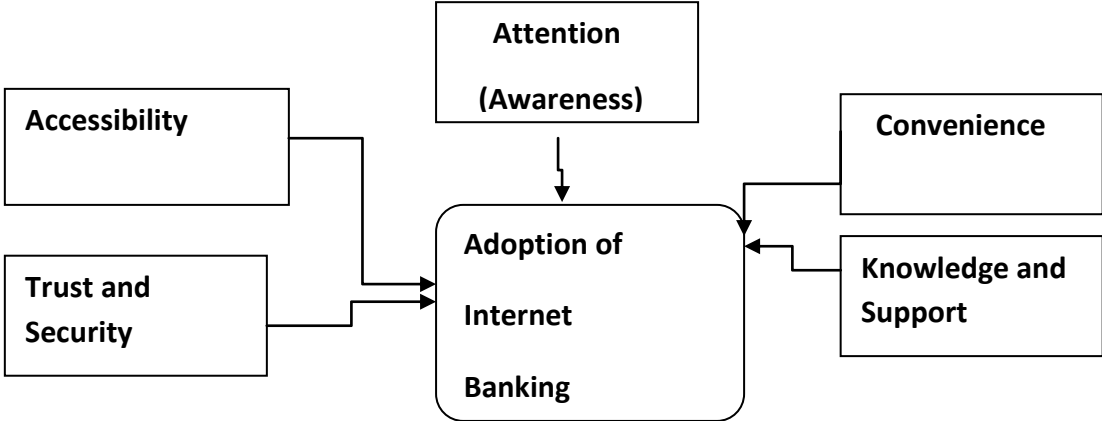 Attention
(Awareness)
Accessibility
Convenience
Trust and
Security
Adoption of
Internet
Banking
Knowledge and
Support